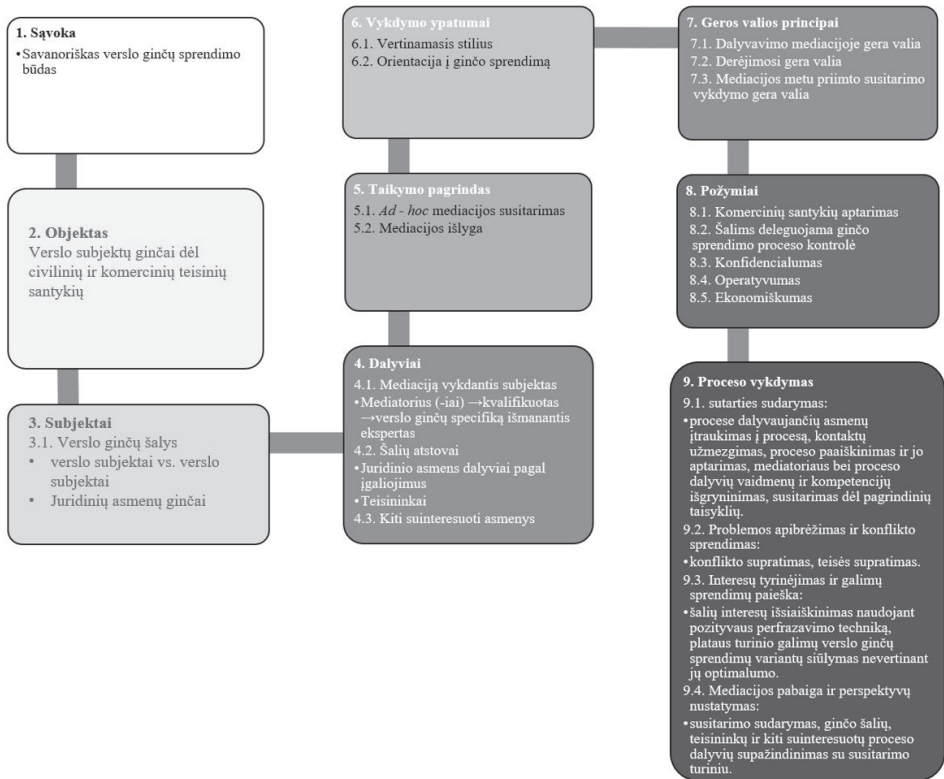 1. Sąvoka
•Savanoriškas verslo ginčų sprendimo
būdas
2. Objektas
Verslo subjektų ginčai dėl
civilinių ir komercinių teisinių
santykių
3. Subjektai
3.1. Verslo ginčų šalys
• verslo subjektai vs. verslo
subjektai
• Juridinių asmenų ginčai
4. Dalyviai
4.1. Mediaciją vykdantis subjektas
•Mediatorius (-iai) →kvalifikuotas
→verslo ginčų specifiką išmanantis
ekspertas
4.2. Šalių atstovai
•Juridinio asmens dalyviai pagal
įgaliojimus
•Teisininkai
4.3. Kiti suinteresuoti asmenys
5. Taikymo pagrindas
5.1. Ad - hoc mediacijos susitarimas
5.2. Mediacijos išlyga
6. Vykdymo ypatumai
6.1. Vertinamasis stilius
6.2. Orientacija į ginčo sprendimą
7. Geros valios principai
7.1. Dalyvavimo mediacijoje gera valia
7.2. Derėjimosi gera valia
7.3. Mediacijos metu priimto susitarimo
vykdymo gera valia
8. Požymiai
8.1. Komercinių santykių aptarimas
8.2. Šalims deleguojama ginčo
sprendimo proceso kontrolė
8.3. Konfidencialumas
8.4. Operatyvumas
8.5. Ekonomiškumas
9. Proceso vykdymas
9.1. sutarties sudarymas:
•procese dalyvaujančių asmenų
įtraukimas į procesą, kontaktų
užmezgimas, proceso paaiškinimas ir jo
aptarimas, mediatoriaus bei proceso
dalyvių vaidmenų ir kompetencijų
išgryninimas, susitarimas dėl pagrindinių
taisyklių.
9.2. Problemos apibrėžimas ir konflikto
sprendimas:
•konflikto supratimas, teisės supratimas.
9.3. Interesų tyrinėjimas ir galimų
sprendimų paieška:
•šalių interesų išsiaiškinimas naudojant
pozityvaus perfrazavimo techniką,
plataus turinio galimų verslo ginčų
sprendimų variantų siūlymas nevertinant
jų optimalumo.
9.4. Mediacijos pabaiga ir perspektyvų
nustatymas:
•susitarimo sudarymas, ginčo šalių,
teisininkų ir kiti suinteresuotų proceso
dalyvių supažindinimas su susitarimo
turiniu.